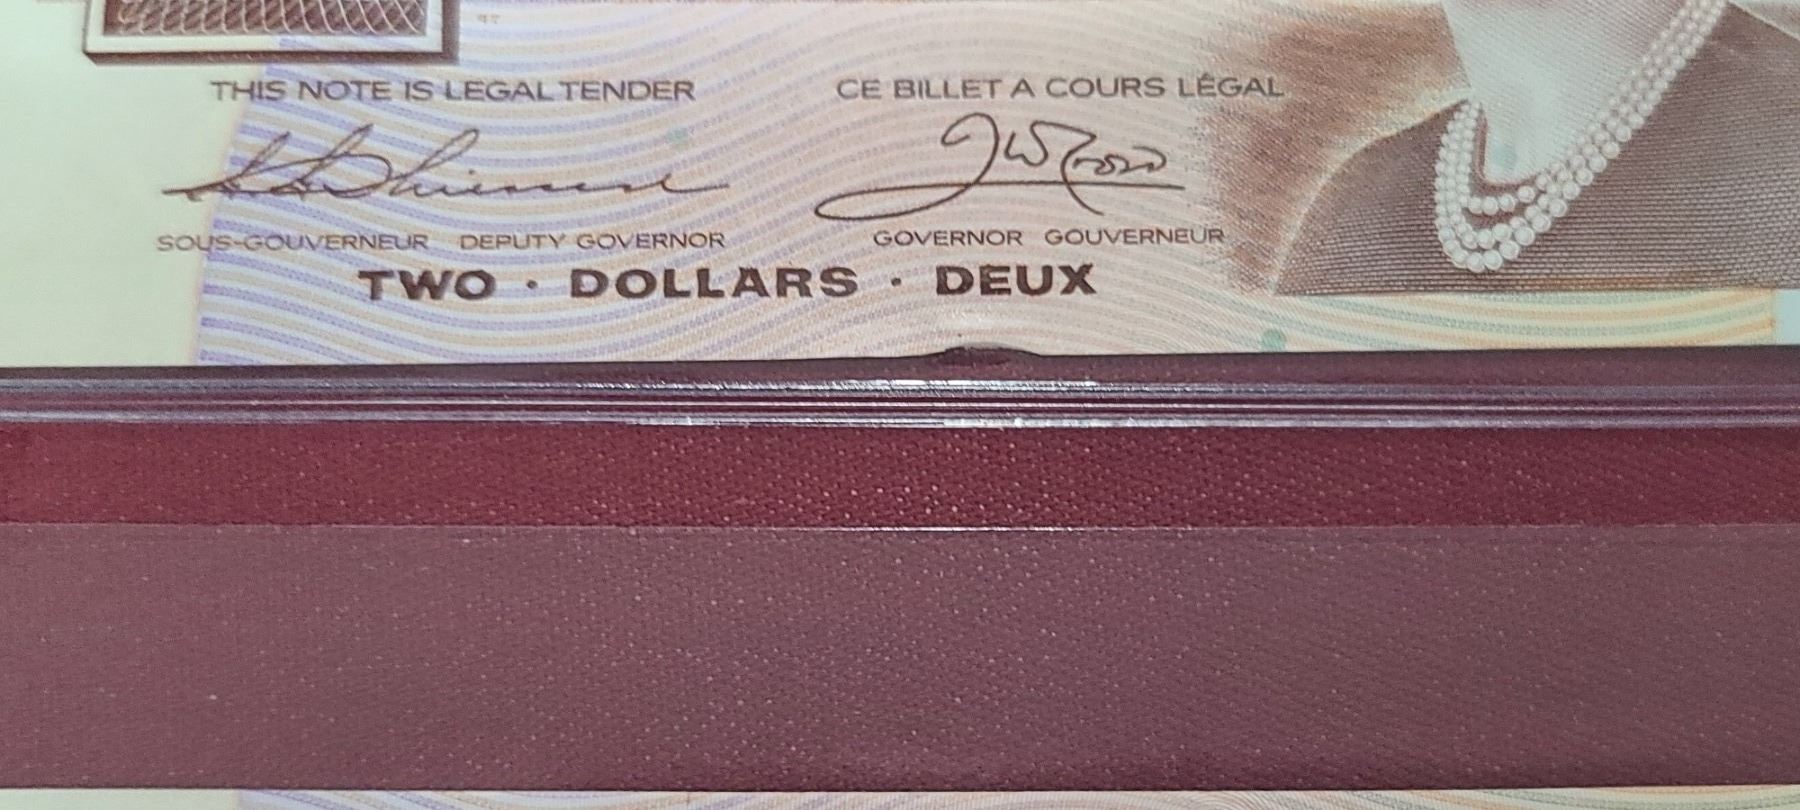 THIS NOTE IS LEGAL TENDER
CE BILLET A COURS LÉGAL
SOUS-GOUVERNEUR DEPUTY GOVERNOR
GOVERNOR GOUVERNEUR
TWO · DOLLARS · DEUX